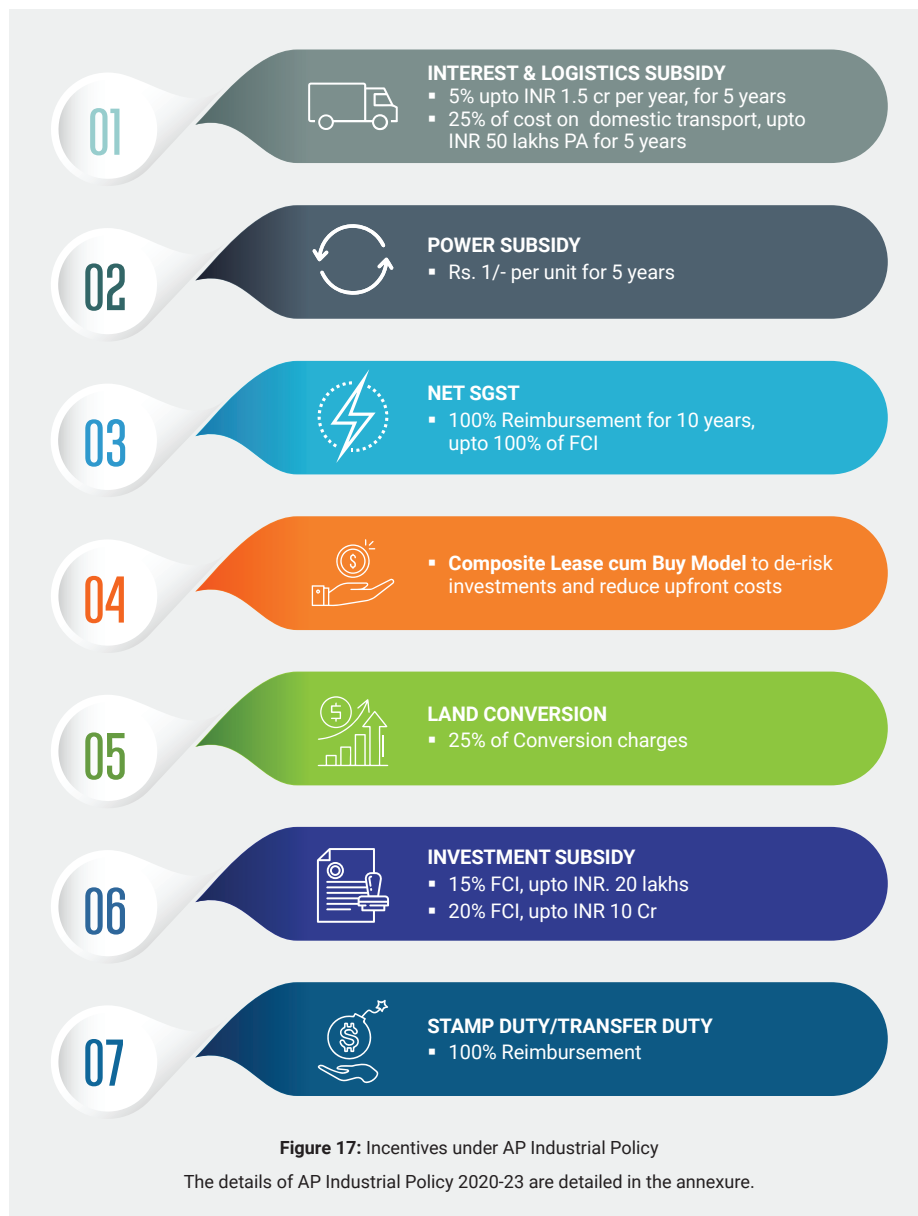 01
INTEREST & LOGISTICS SUBSIDY
▪ 5% upto INR 1.5 cr per year, for 5 years
▪ 25% of cost on domestic transport, upto
INR 50 lakhs PA for 5 years
02
POWER SUBSIDY
▪ Rs. 1/- per unit for 5 years
03
NET SGST
▪ 100% Reimbursement for 10 years,
upto 100% of FCI
04
▪ Composite Lease cum Buy Model to de-risk
investments and reduce upfront costs
05
LAND CONVERSION
▪ 25% of Conversion charges
06
INVESTMENT SUBSIDY
▪ 15% FCI, upto INR. 20 lakhs
▪ 20% FCI, upto INR 10 Cr
07
STAMP DUTY/TRANSFER DUTY
▪ 100% Reimbursement
Figure 17: Incentives under AP Industrial Policy
The details of AP Industrial Policy 2020-23 are detailed in the annexure.